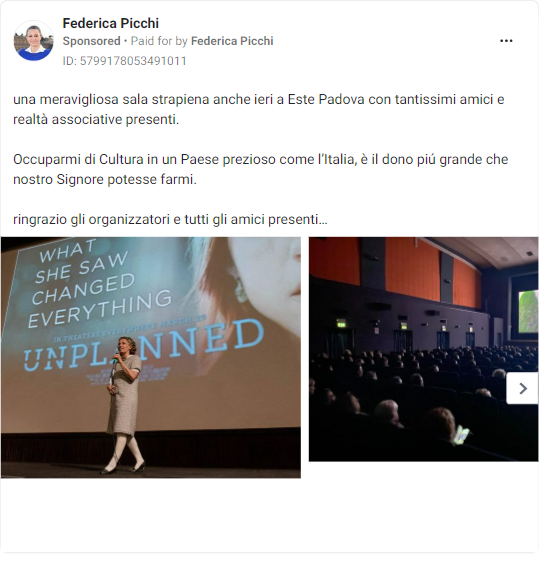 Federica Picchi
Sponsored • Paid for by Federica Picchi
ID: 5799178053491011
una meravigliosa sala strapiena anche ieri a Este Padova con tantissimi amici e
realtà associative presenti.
Occuparmi di Cultura in un Paese prezioso come l'Italia, è il dono piú grande che
nostro Signore potesse farmi.
ringrazio gli organizzatori e tutti gli amici presenti...
WHAT
SHE SAW
CHANGED
EVERYTHING
IN THEATERS
UNPLANNED